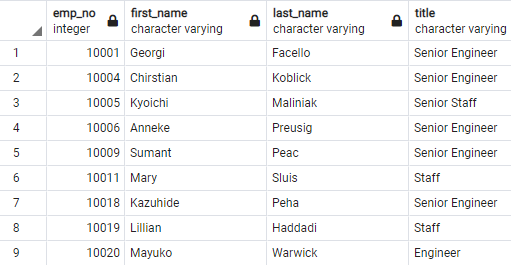 emp_no first_name last_name title
integer character varying character varying character varying
1 10001 Georgi Facello Senior Engineer
2 10004 Chirstian Koblick Senior Engineer
3 10005 Kyoichi Maliniak Senior Staff
4 10006 Anneke Preusig Senior Engineer
5 10009 Sumant Peac Senior Engineer
6 10011 Mary Sluis Staff
7 10018 Kazuhide Peha Senior Engineer
8 10019 Lillian Haddadi Staff
9 10020 Mayuko Warwick Engineer